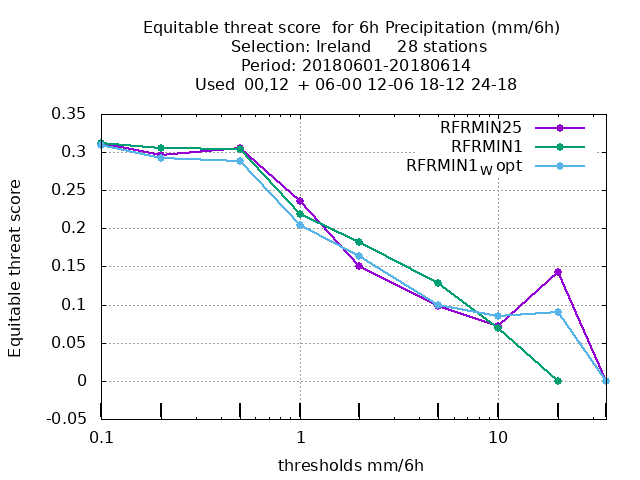 Equitable threat score  for 6h Precipitation (mm/6h)
Selection: Ireland     28 stations
Period: 20180601-20180614
Used  00,12  + 06-00 12-06 18-12 24-18
RFRMIN25
RFRMIN1
RFRMIN1W opt
0.35
0.3
0.25
0.2
0.15
0.1
0.05
0
-0.05
Equitable threat score
0.1 1 10
thresholds mm/6h